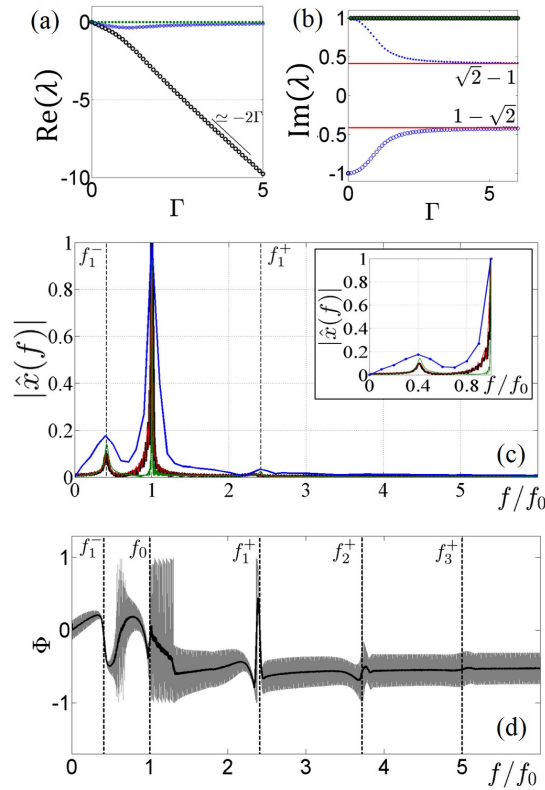 (a)
0
-5
-10
0
5
Re(λ)
Γ
≃ −2Γ
(b)
1
0.5
0
-0.5
-1
0
2
4
6
Im(λ)
Γ
√2 − 1
1 − √2
f₁⁻
f₁⁺
1
0.8
0.6
0.4
0.2
0
0
1
2
3
4
5
|x̂(f)|
f/f₀
(c)
1
0.8
0.6
0.4
0.2
0
0
0.4
0.8
|x̂(f)|
f/f₀
f₁⁻
f₀
f₁⁺
f₂⁺
f₃⁺
1
0
-1
Φ
0
1
2
3
4
5
f/f₀
(d)